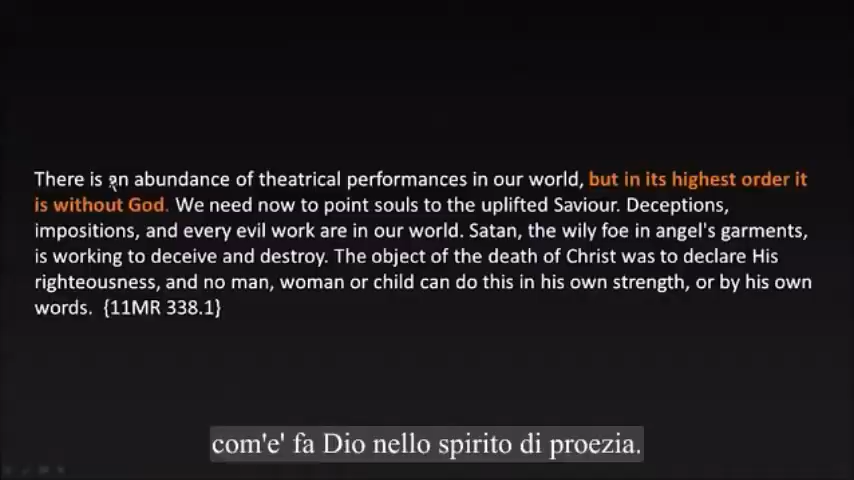 There is an abundance of theatrical performances in our world, but in its highest order it
is without God. We need now to point souls to the uplifted Saviour. Deceptions,
impositions, and every evil work are in our world. Satan, the wily foe in angel's garments,
is working to deceive and destroy. The object of the death of Christ was to declare His
righteousness, and no man, woman or child can do this in his own strength, or by his own
words. {11MR 338.1}
com'e' fa Dio nello spirito di proezia.